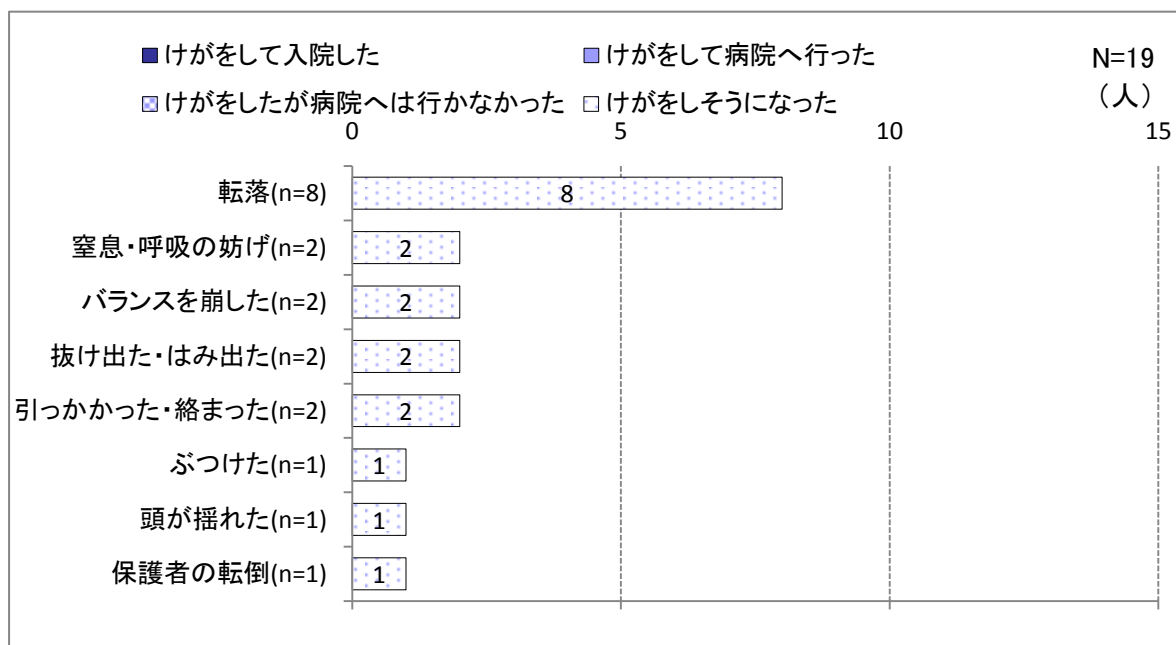 けがをして入院した けがをして病院へ行った N=19
けがをしたが病院へは行かなかった けがをしそうになった （人）
0 5 10 15
転落(n=8) 8
窒息・呼吸の妨げ(n=2) 2
バランスを崩した(n=2) 2
抜け出た・はみ出た(n=2) 2
引っかかった・絡まった(n=2) 2
ぶつけた(n=1) 1
頭が揺れた(n=1) 1
保護者の転倒(n=1) 1